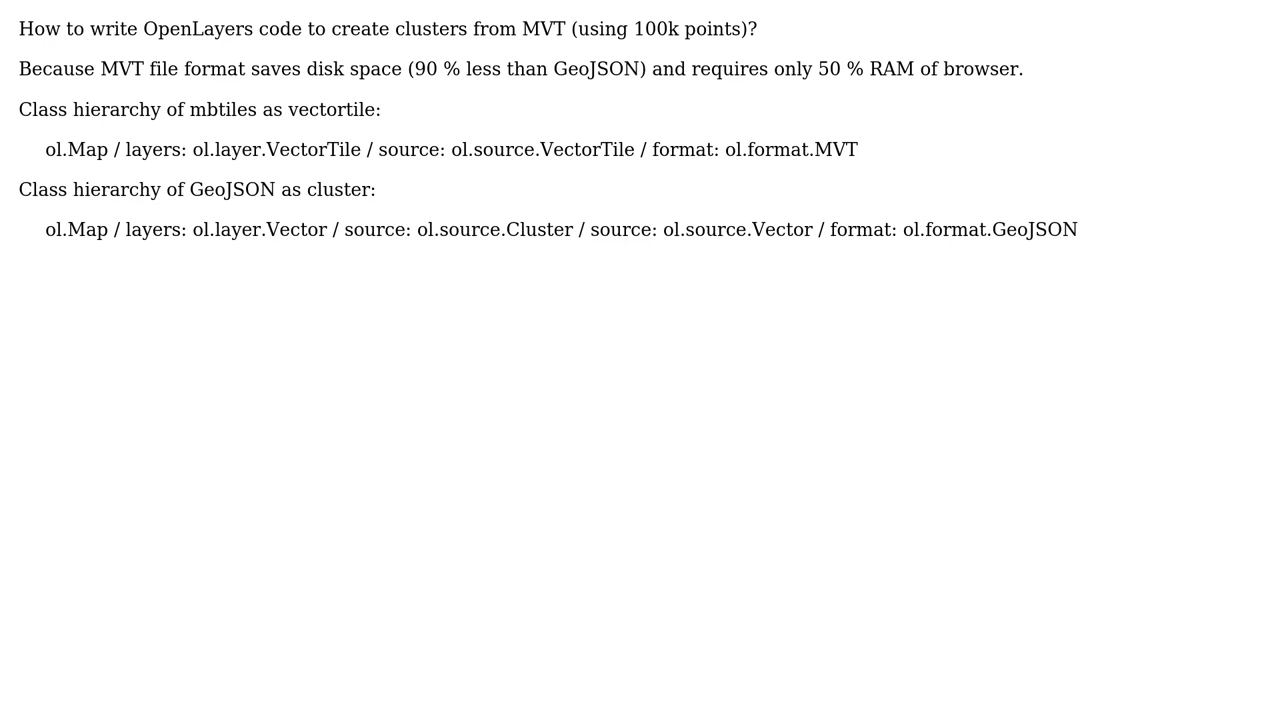 How to write OpenLayers code to create clusters from MVT (using 100k points)?
Because MVT file format saves disk space (90 % less than GeoJSON) and requires only 50 % RAM of browser.
Class hierarchy of mbtiles as vectortile:
ol.Map / layers: ol.layer.VectorTile / source: ol.source.VectorTile / format: ol.format.MVT
Class hierarchy of GeoJSON as cluster:
ol.Map / layers: ol.layer.Vector / source: ol.source.Cluster / source: ol.source.Vector / format: ol.format.GeoJSON